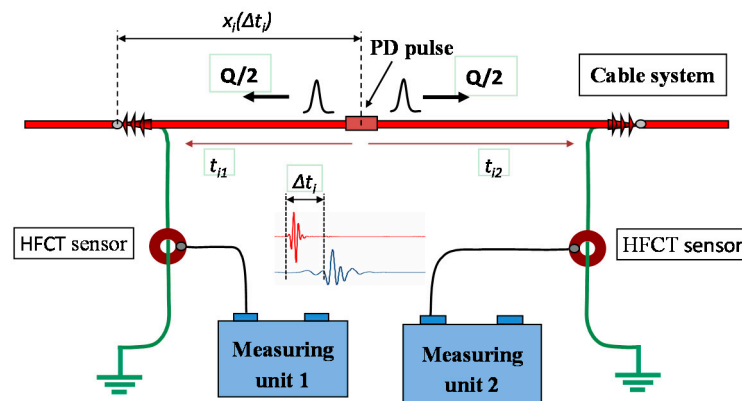 xᵢ(Δtᵢ)
PD pulse
Q/2
Q/2
Cable system
tᵢ₁
tᵢ₂
Δtᵢ
HFCT sensor
HFCT sensor
Measuring
unit 1
Measuring
unit 2